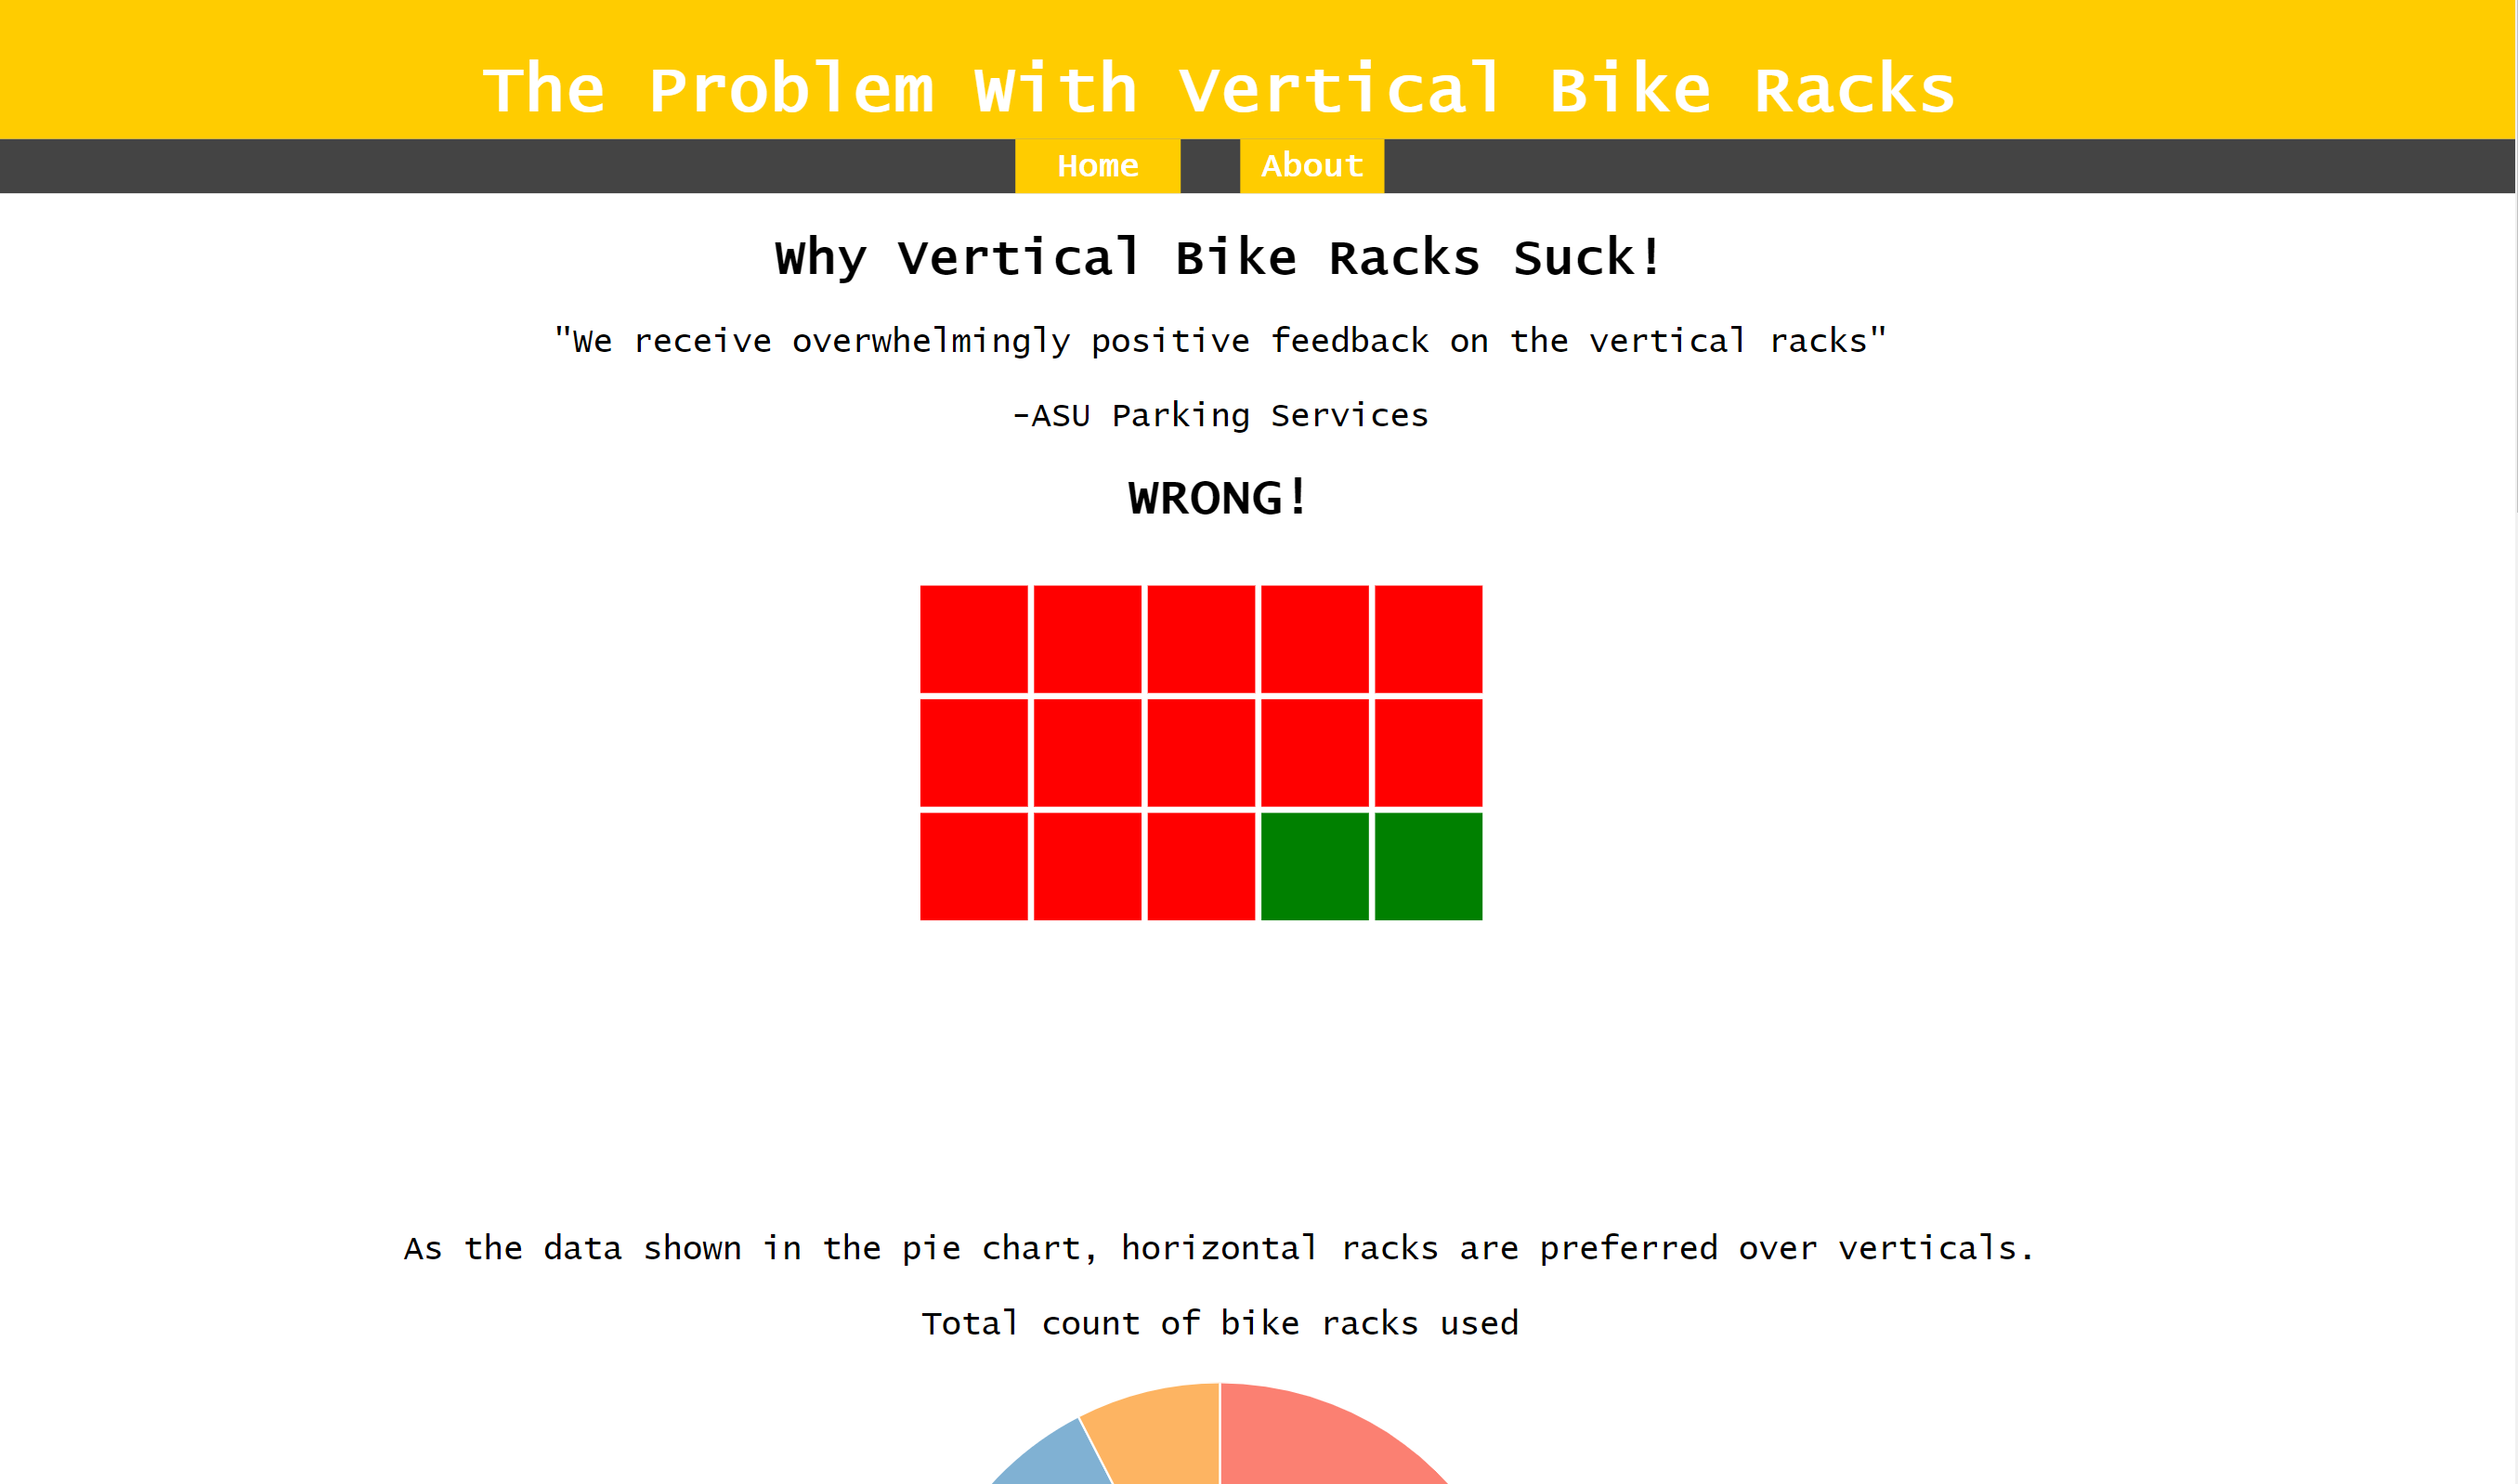 The Problem With Vertical Bike Racks
Home About
Why Vertical Bike Racks Suck!
"We receive overwhelmingly positive feedback on the vertical racks"
-ASU Parking Services
WRONG!
As the data shown in the pie chart, horizontal racks are preferred over verticals.
Total count of bike racks used